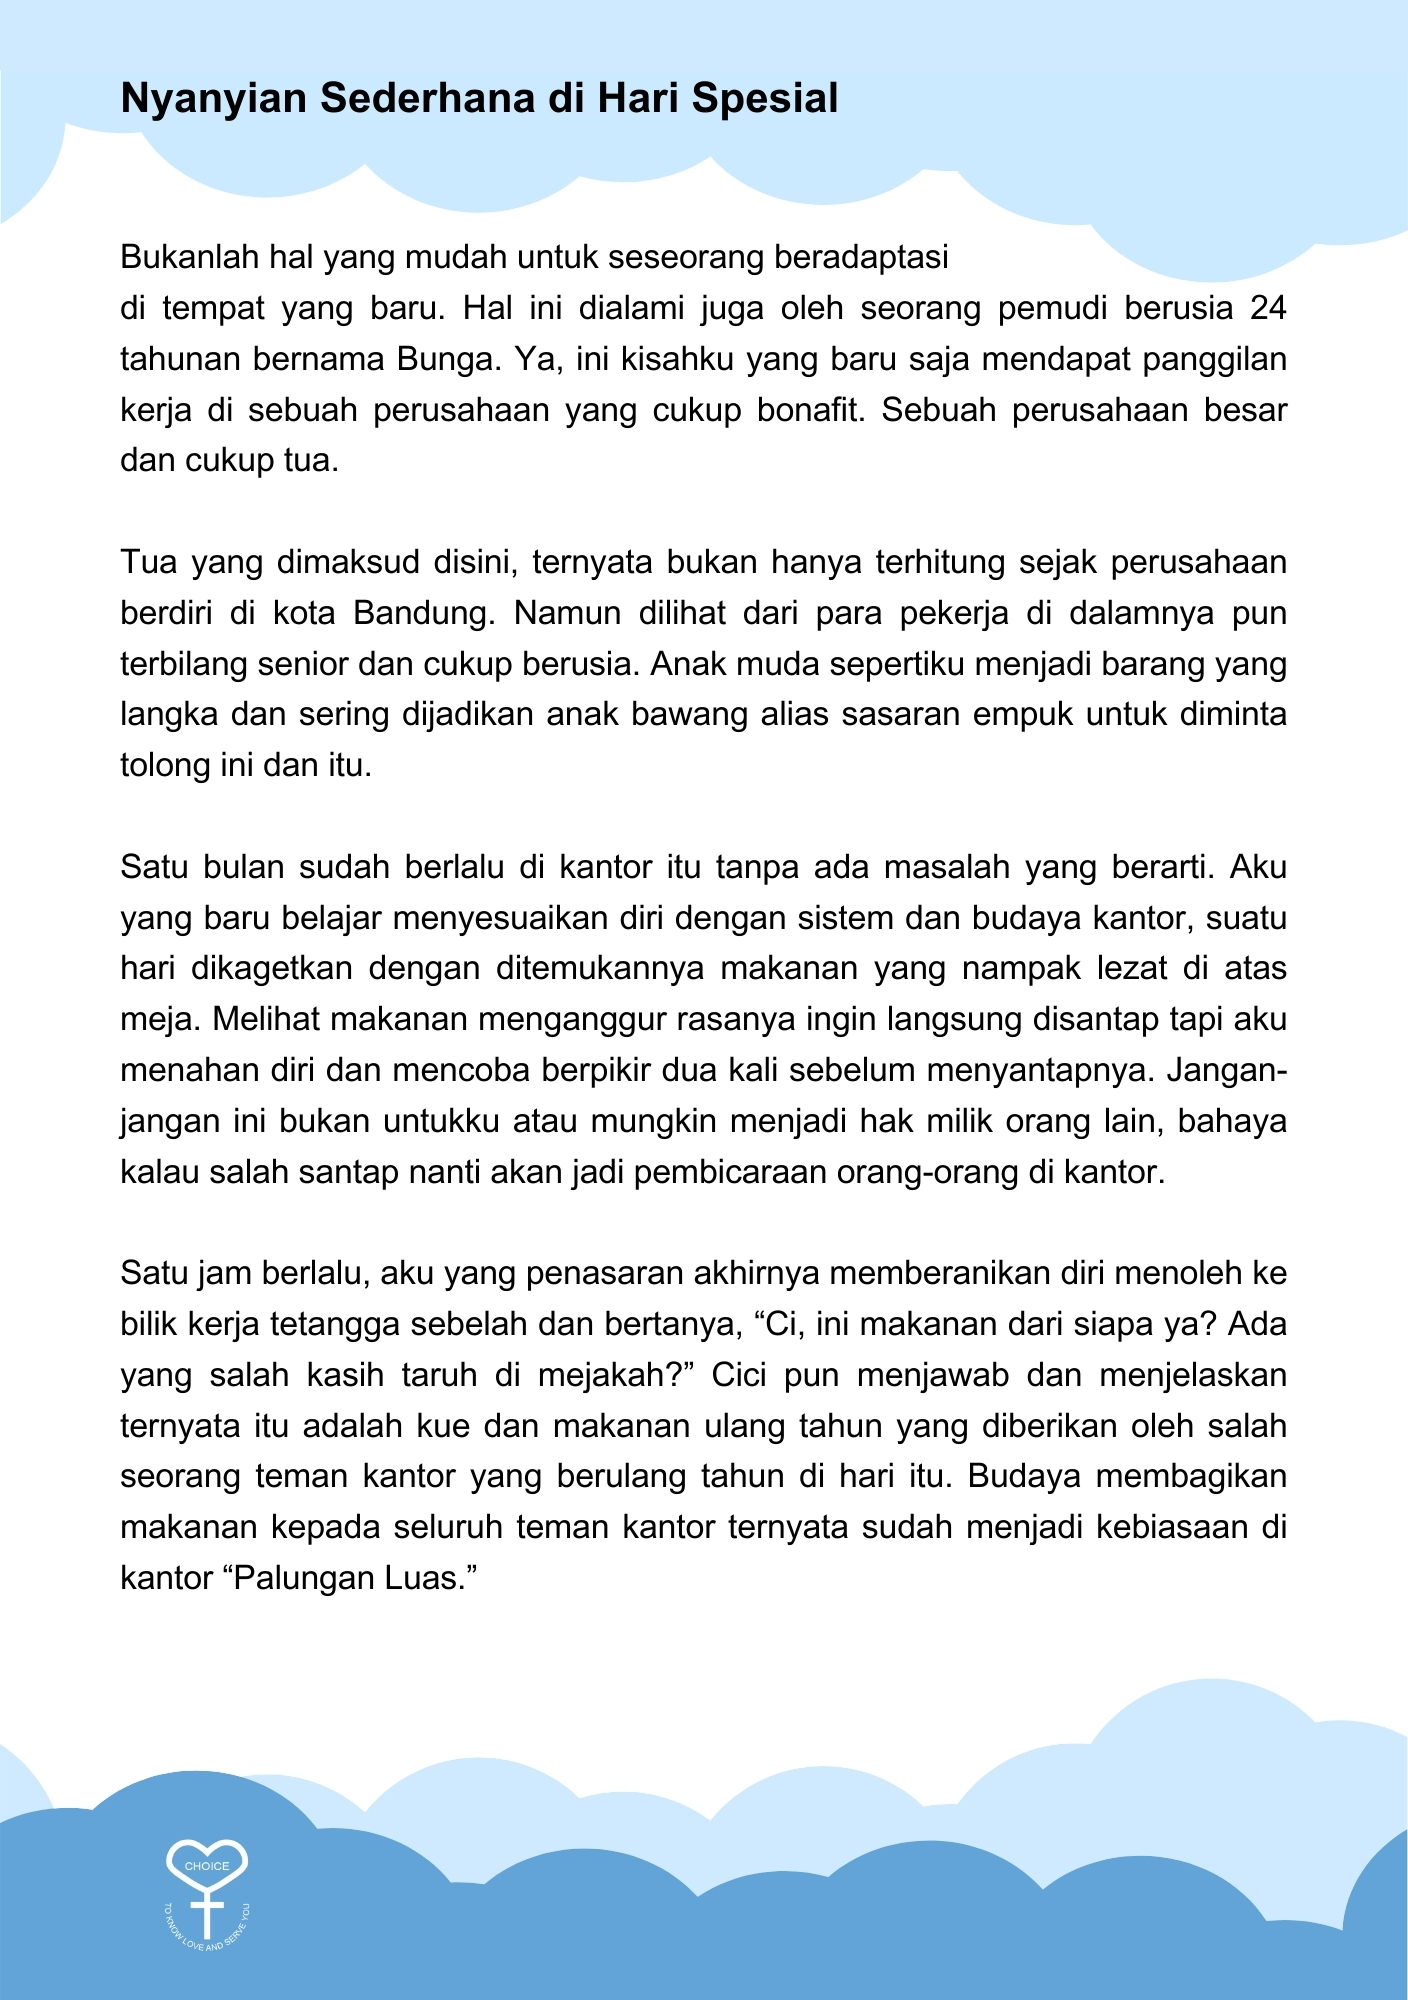 Nyanyian Sederhana di Hari Spesial
Bukanlah hal yang mudah untuk seseorang beradaptasi
di tempat yang baru. Hal ini dialami juga oleh seorang pemudi berusia 24
tahunan bernama Bunga. Ya, ini kisahku yang baru saja mendapat panggilan
kerja di sebuah perusahaan yang cukup bonafit. Sebuah perusahaan besar
dan cukup tua.
Tua yang dimaksud disini, ternyata bukan hanya terhitung sejak perusahaan
berdiri di kota Bandung. Namun dilihat dari para pekerja di dalamnya pun
terbilang senior dan cukup berusia. Anak muda sepertiku menjadi barang yang
langka dan sering dijadikan anak bawang alias sasaran empuk untuk diminta
tolong ini dan itu.
Satu bulan sudah berlalu di kantor itu tanpa ada masalah yang berarti. Aku
yang baru belajar menyesuaikan diri dengan sistem dan budaya kantor, suatu
hari dikagetkan dengan ditemukannya makanan yang nampak lezat di atas
meja. Melihat makanan menganggur rasanya ingin langsung disantap tapi aku
menahan diri dan mencoba berpikir dua kali sebelum menyantapnya. Jangan-
jangan ini bukan untukku atau mungkin menjadi hak milik orang lain, bahaya
kalau salah santap nanti akan jadi pembicaraan orang-orang di kantor.
Satu jam berlalu, aku yang penasaran akhirnya memberanikan diri menoleh ke
bilik kerja tetangga sebelah dan bertanya, “Ci, ini makanan dari siapa ya? Ada
yang salah kasih taruh di mejakah?” Cici pun menjawab dan menjelaskan
ternyata itu adalah kue dan makanan ulang tahun yang diberikan oleh salah
seorang teman kantor yang berulang tahun di hari itu. Budaya membagikan
makanan kepada seluruh teman kantor ternyata sudah menjadi kebiasaan di
kantor “Palungan Luas.”
CHOICE
TO KNOW LOVE AND SERVE YOU